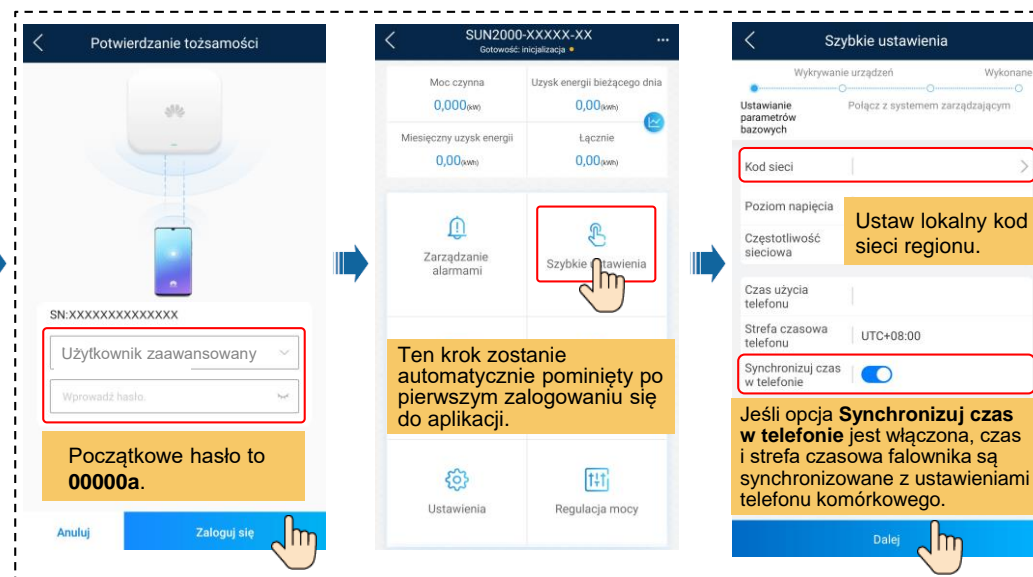 Potwierdzanie tożsamości
SN:XXXXXXXXXXXXXX
Użytkownik zaawansowany
Wprowadź hasło.
Początkowe hasło to
00000a.
Anuluj
Zaloguj się
SUN2000-XXXXX-XX
Gotowość: inicjalizacja
Moc czynna
Uzysk energii bieżącego dnia
0,000(kW)
0,00(kWh)
Miesięczny uzysk energii
Łącznie
0,00(kWh)
0,00(kWh)
Zarządzanie
alarmami
Szybkie ustawienia
Ten krok zostanie
automatycznie pominięty po
pierwszym zalogowaniu się
do aplikacji.
Ustawienia
Regulacja mocy
Szybkie ustawienia
Wykrywanie urządzeń
Wykonane
Ustawianie
parametrów
bazowych
Połącz z systemem zarządzającym
Kod sieci
Poziom napięcia
Częstotliwość
sieciowa
Ustaw lokalny kod
sieci regionu.
Czas użycia
telefonu
Strefa czasowa
telefonu
UTC+08:00
Synchronizuj czas
w telefonie
Jeśli opcja Synchronizuj czas
w telefonie jest włączona, czas
i strefa czasowa falownika są
synchronizowane z ustawieniami
telefonu komórkowego.
Dalej